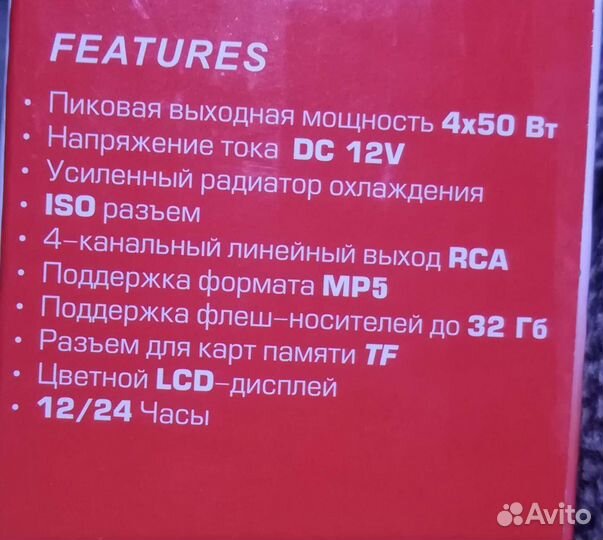 FEATURES
• Пиковая выходная мощность 4x50 Вт
• Напряжение тока DC 12V
• Усиленный радиатор охлаждения
• ISO разъем
• 4-канальный линейный выход RCA
• Поддержка формата MP5
• Поддержка флеш-носителей до 32 Гб
• Разъем для карт памяти TF
• Цветной LCD-дисплей
• 12/24 Часы
Avito